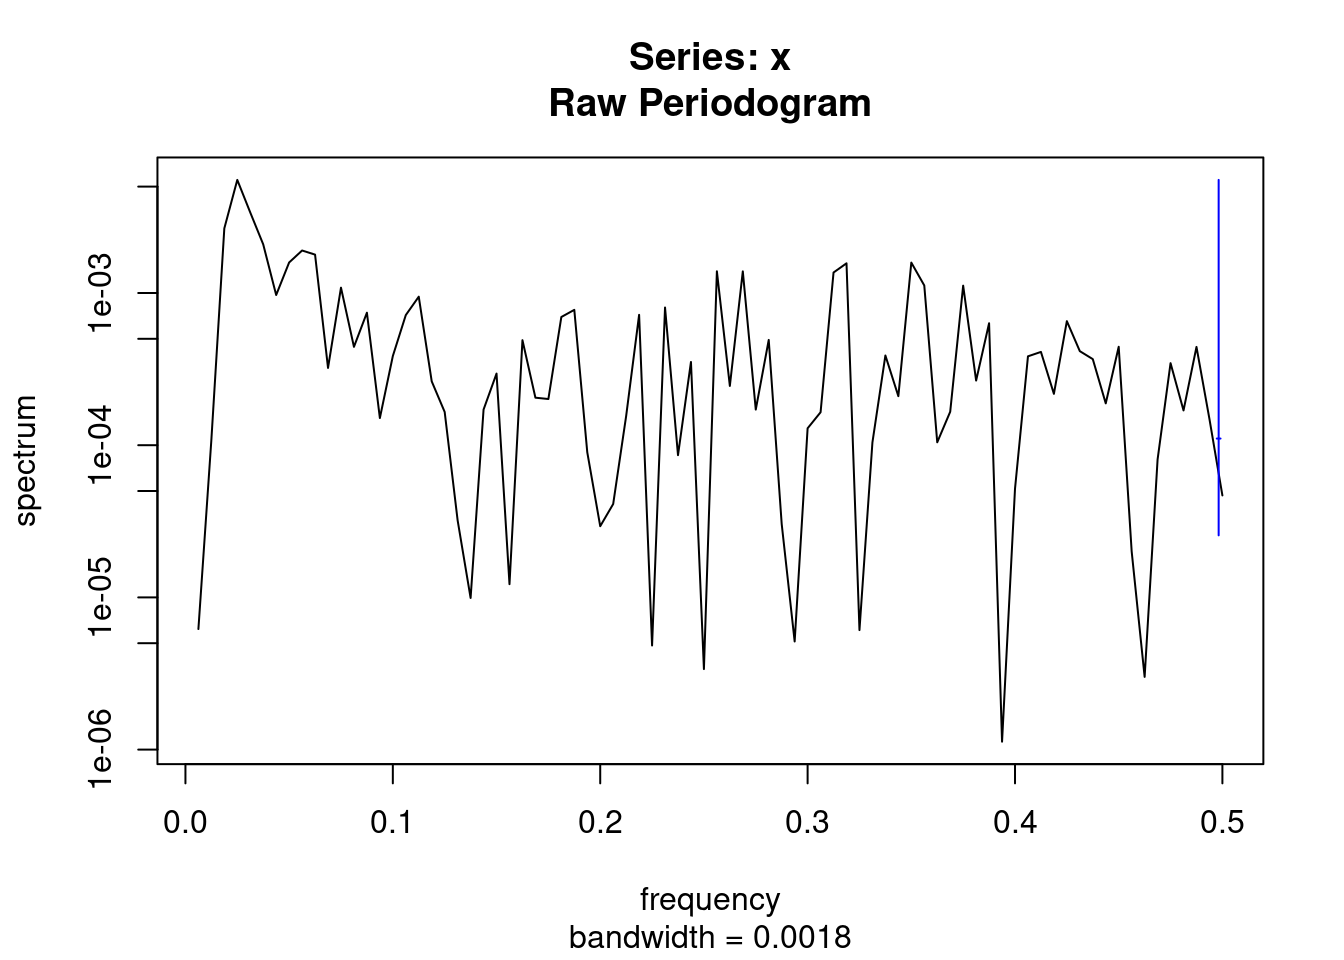 Series: x
Raw Periodogram
spectrum
1e-03
1e-04
1e-05
1e-06
0.0 0.1 0.2 0.3 0.4 0.5
frequency
bandwidth = 0.0018